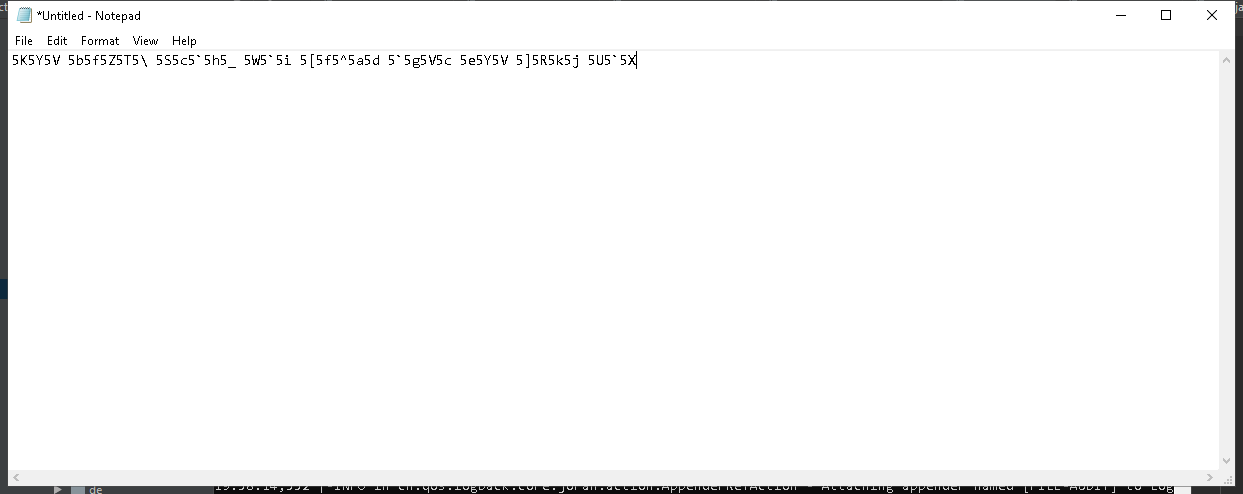 *Untitled - Notepad
File Edit Format View Help
5K5Y5V 5b5f5Z5T5\ 5S5c5`5h5_ 5W5`5i 5[5f5^5a5d 5`5g5V5c 5e5Y5V 5]5R5k5j 5U5`5X
de
in ch.qos.logback.core.joran.action.AppenderRefAction - Attaching appender named [FILE-AUDIT] to Log